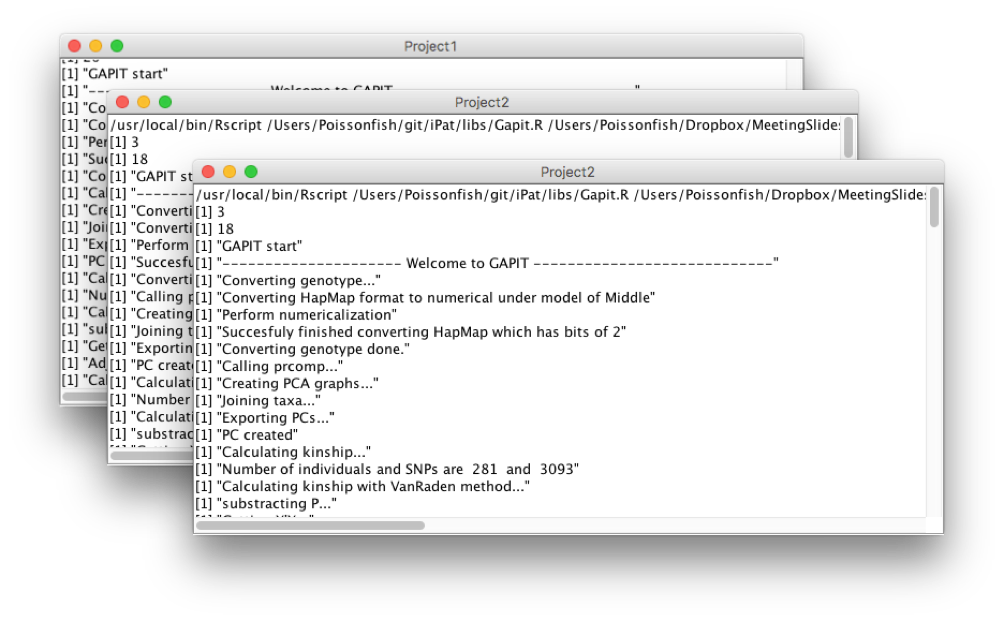 Project1
"GAPIT start"
[1] "---
Welcome to GAPIT
[1] "Co
[1] "Co
[1] "Per
[1] "Suc
[1] "Co
[1] "Cal
[1] "Cre
[1] "Joi
[1] "Ex
[1] "PC
[1] "Cal
[1] "Nu
[1] "Cal
[1] "sul
[1] "Get
[1] "Ad
[1] "Cal
Project2
/usr/local/bin/Rscript /Users/Poissonfish/git/iPat/libs/Gapit.R /Users/Poissonfish/Dropbox/MeetingSlide
[1] 3
[1] 18
[1] "GAPIT st
[1] "-------
[1] "Converti
[1] "Converti
[1] "Perform
[1] "Succesfu
[1] "Converti
[1] "Calling p
[1] "Creating
[1] "Joining t
[1] "Exporting
[1] "PC creat
[1] "Calculati
[1] "Number
[1] "Calculati
[1] "substrac
Project2
/usr/local/bin/Rscript /Users/Poissonfish/git/iPat/libs/Gapit.R /Users/Poissonfish/Dropbox/MeetingSlide
[1] 3
[1] 18
[1] "GAPIT start"
[1] "--------------------- Welcome to GAPIT ----------------------------"
[1] "Converting genotype..."
[1] "Converting HapMap format to numerical under model of Middle"
[1] "Perform numericalization"
[1] "Succesfuly finished converting HapMap which has bits of 2"
[1] "Converting genotype done."
[1] "Calling prcomp..."
[1] "Creating PCA graphs..."
[1] "Joining taxa..."
[1] "Exporting PCs..."
[1] "PC created"
[1] "Calculating kinship..."
[1] "Number of individuals and SNPs are  281  and  3093"
[1] "Calculating kinship with VanRaden method..."
[1] "substracting P..."